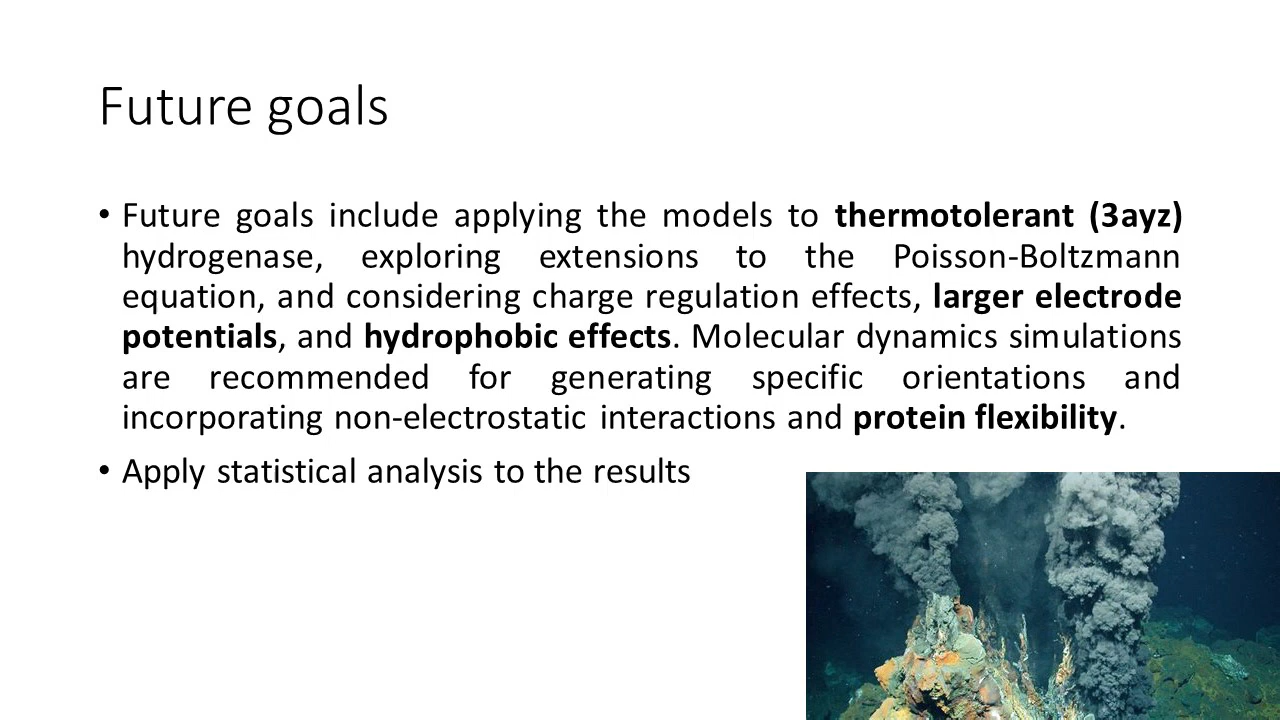 Future goals
• Future goals include applying the models to thermotolerant (3ayz)
hydrogenase, exploring extensions to the Poisson-Boltzmann
equation, and considering charge regulation effects, larger electrode
potentials, and hydrophobic effects. Molecular dynamics simulations
are recommended for generating specific orientations and
incorporating non-electrostatic interactions and protein flexibility.
• Apply statistical analysis to the results